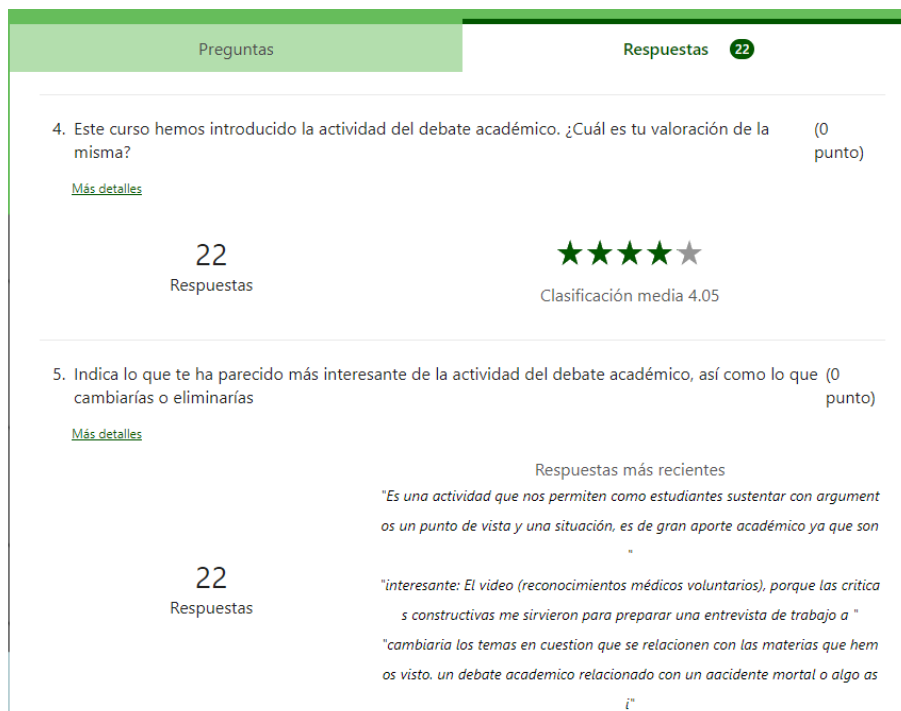 Preguntas
Respuestas 22
4. Este curso hemos introducido la actividad del debate académico. ¿Cuál es tu valoración de la (0
misma? punto)
Más detalles
22
Respuestas
Clasificación media 4.05
5. Indica lo que te ha parecido más interesante de la actividad del debate académico, así como lo que (0
cambiarías o eliminarías punto)
Más detalles
22
Respuestas
Respuestas más recientes
"Es una actividad que nos permiten como estudiantes sustentar con argument
os un punto de vista y una situación, es de gran aporte académico ya que son
"
"interesante: El video (reconocimientos médicos voluntarios), porque las critica
s constructivas me sirvieron para preparar una entrevista de trabajo a "
"cambiaria los temas en cuestion que se relacionen con las materias que hem
os visto. un debate academico relacionado con un aacidente mortal o algo as
i"